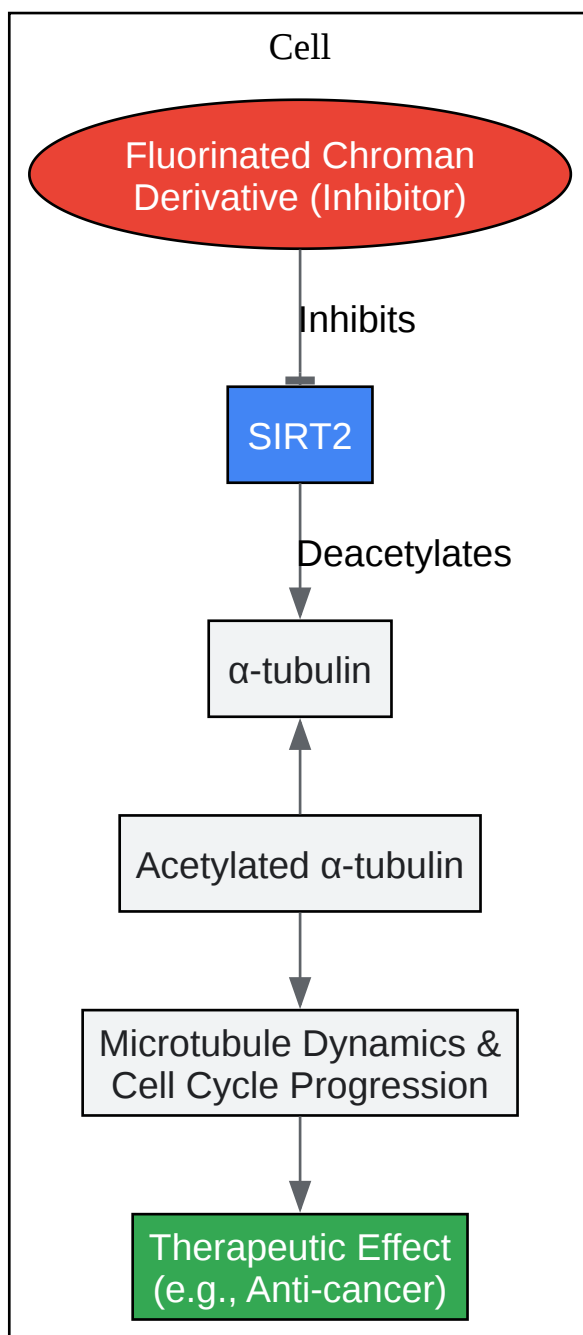 Cell
Fluorinated Chroman
Derivative (Inhibitor)
Inhibits
SIRT2
Deacetylates
α-tubulin
Acetylated α-tubulin
Microtubule Dynamics &
Cell Cycle Progression
Therapeutic Effect
(e.g., Anti-cancer)